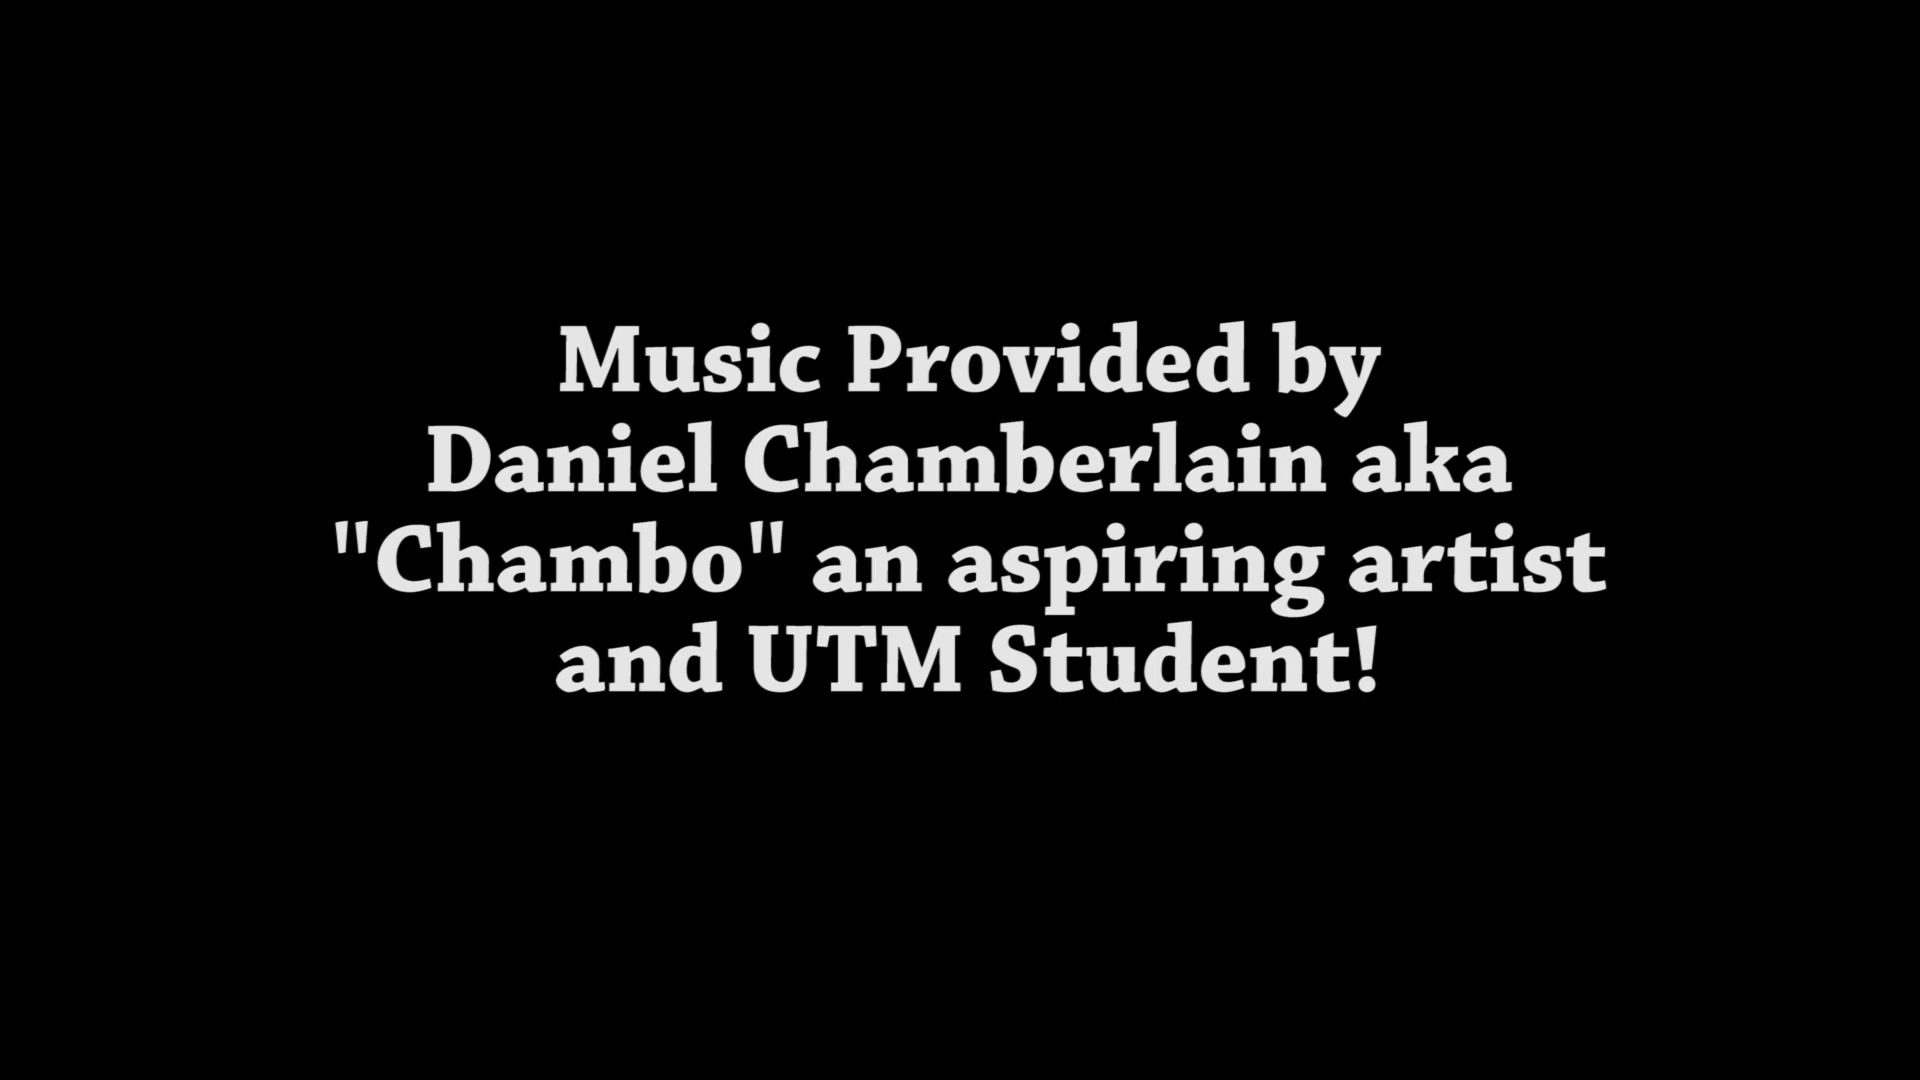 Music Provided by
Daniel Chamberlain aka
"Chambo" an aspiring artist
and UTM Student!